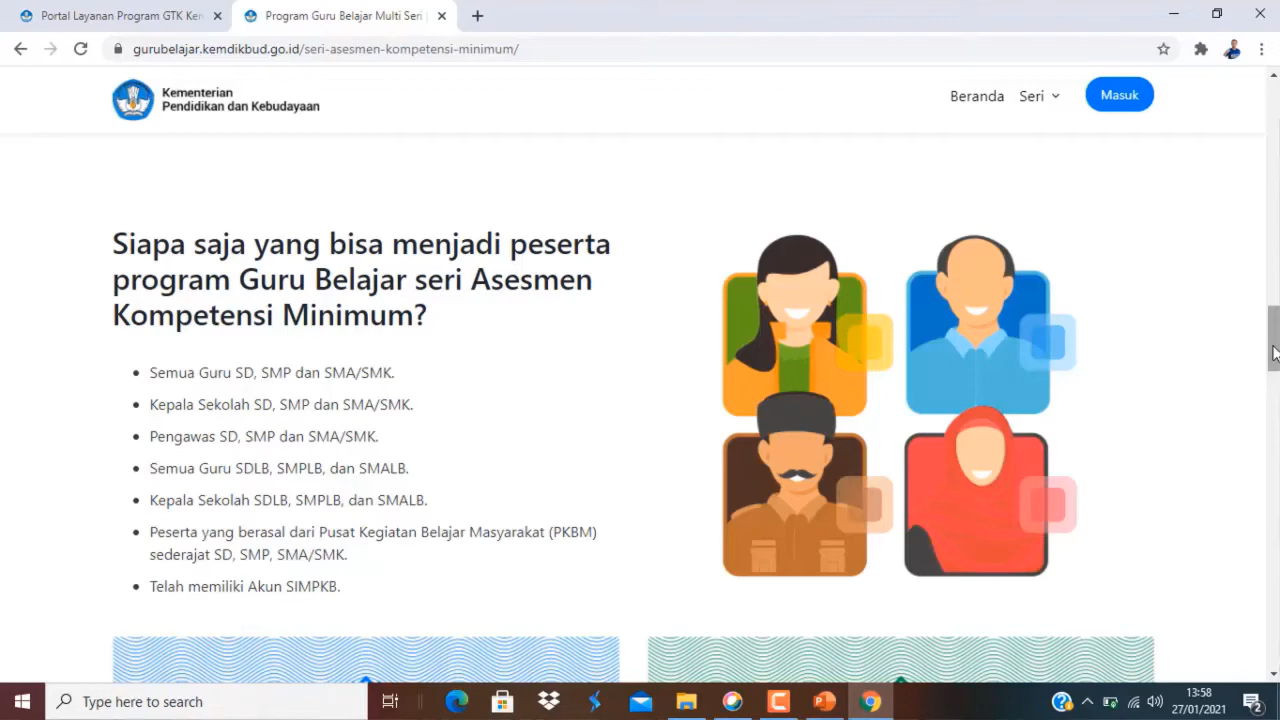 Portal Layanan Program GTK Ker
Program Guru Belajar Multi Seri
gurubelajar.kemdikbud.go.id/seri-asesmen-kompetensi-minimum/
Kementerian
Pendidikan dan Kebudayaan
Beranda
Seri
Masuk
Siapa saja yang bisa menjadi peserta
program Guru Belajar seri Asesmen
Kompetensi Minimum?
Semua Guru SD, SMP dan SMA/SMK.
Kepala Sekolah SD, SMP dan SMA/SMK.
Pengawas SD, SMP dan SMA/SMK.
Semua Guru SDLB, SMPLB, dan SMALB.
Kepala Sekolah SDLB, SMPLB, dan SMALB.
Peserta yang berasal dari Pusat Kegiatan Belajar Masyarakat (PKBM)
sederajat SD, SMP, SMA/SMK.
Telah memiliki Akun SIMPKB.
Type here to search
13:58
27/01/2021
2